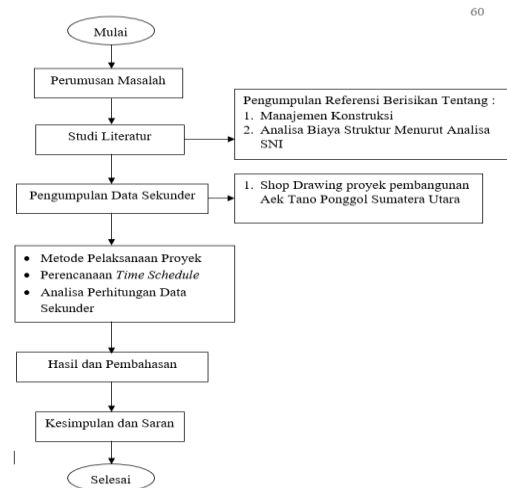 60
Mulai
Perumusan Masalah
Studi Literatur
Pengumpulan Referensi Berisikan Tentang :
1. Manajemen Konstruksi
2. Analisa Biaya Struktur Menurut Analisa
SNI
Pengumpulan Data Sekunder
1. Shop Drawing proyek pembangunan
Aek Tano Ponggol Sumatera Utara
• Metode Pelaksanaan Proyek
• Perencanaan Time Schedule
• Analisa Perhitungan Data
Sekunder
Hasil dan Pembahasan
Kesimpulan dan Saran
Selesai